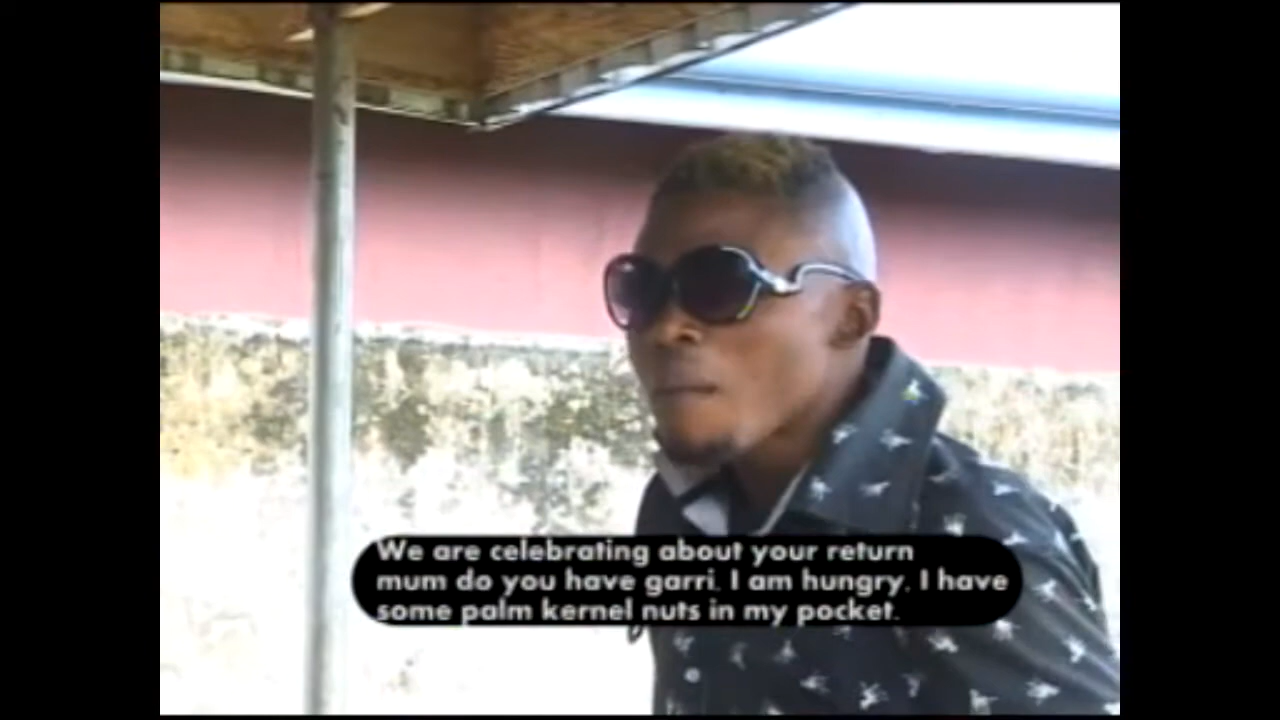 We are celebrating about your return
mum do you have garri. I am hungry. I have
some palm kernel nuts in my pocket.